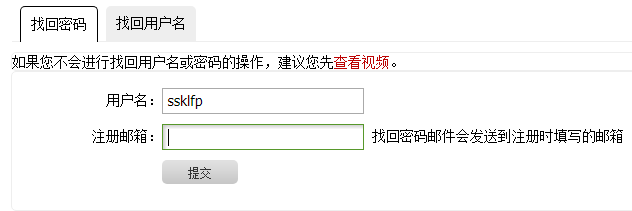 找回密码 找回用户名
如果您不会进行找回用户名或密码的操作，建议您先查看视频。
用户名： ssklfp
注册邮箱： 找回密码邮件会发送到注册时填写的邮箱
提交